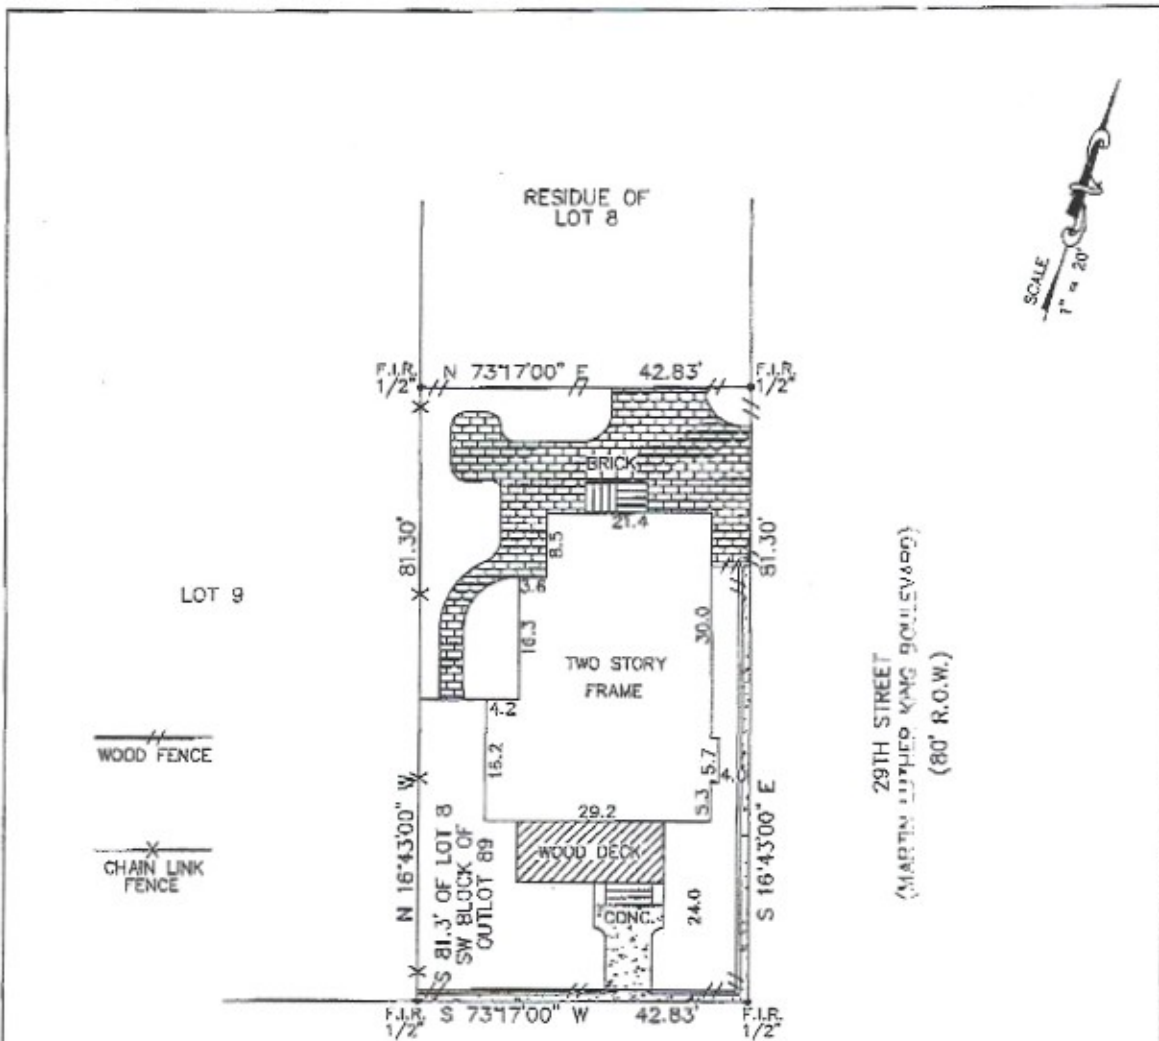 RESIDUE OF
LOT 8
SCALE
1" = 20'
F.I.R.
1/2"
N 73°17'00" E 42.83'
F.I.R.
1/2"
BRICK
21.4
8.5
81.30'
81.30'
LOT 9
3.6
16.3
30.0
TWO STORY
FRAME
29TH STREET
(MARTIN LUTHER KING BOULEVARD)
(80' R.O.W.)
4.2
WOOD FENCE
16.2
5.7
4.0
5.3
29.2
N 16°43'00" W
S 81.3' OF LOT 8
SW BLOCK OF
OUTLOT 89
WOOD DECK
S 16°43'00" E
CHAIN LINK
FENCE
CONC.
24.0
F.I.R.
1/2"
S 73°17'00" W 42.83'
F.I.R.
1/2"